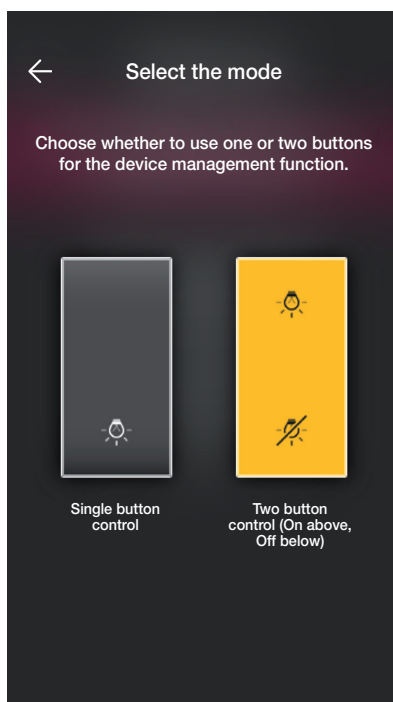 Select the mode
Choose whether to use one or two buttons
for the device management function.
Single button
control
Two button
control (On above,
Off below)